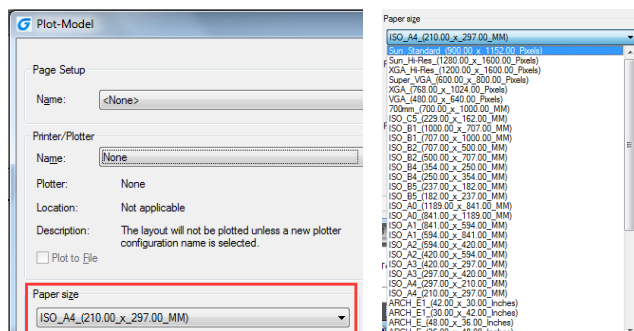 Plot-Model
Page Setup
Name: <None>
Printer/Plotter
Name: None
Plotter: None
Location: Not applicable
Description: The layout will not be plotted unless a new plotter
configuration name is selected.
Plot to File
Paper size
ISO_A4_(210.00_x_297.00_MM)
Paper size
ISO_A4_(210.00_x_297.00_MM)
Sun_Standard_(900.00_x_1152.00_Pixels)
Sun_Hi-Res_(1280.00_x_1600.00_Pixels)
XGA_Hi-Res_(1200.00_x_1600.00_Pixels)
Super_VGA_(600.00_x_800.00_Pixels)
XGA_(768.00_x_1024.00_Pixels)
VGA_(480.00_x_640.00_Pixels)
700mm_(700.00_x_1000.00_MM)
ISO_C5_(229.00_x_162.00_MM)
ISO_B1_(1000.00_x_707.00_MM)
ISO_B1_(707.00_x_1000.00_MM)
ISO_B2_(707.00_x_500.00_MM)
ISO_B2_(500.00_x_707.00_MM)
ISO_B4_(354.00_x_250.00_MM)
ISO_B4_(250.00_x_354.00_MM)
ISO_B5_(237.00_x_182.00_MM)
ISO_B5_(182.00_x_237.00_MM)
ISO_A0_(1189.00_x_841.00_MM)
ISO_A0_(841.00_x_1189.00_MM)
ISO_A1_(841.00_x_594.00_MM)
ISO_A1_(594.00_x_841.00_MM)
ISO_A2_(594.00_x_420.00_MM)
ISO_A2_(420.00_x_594.00_MM)
ISO_A3_(420.00_x_297.00_MM)
ISO_A3_(297.00_x_420.00_MM)
ISO_A4_(297.00_x_210.00_MM)
ISO_A4_(210.00_x_297.00_MM)
ARCH_E1_(42.00_x_30.00_Inches)
ARCH_E1_(30.00_x_42.00_Inches)
ARCH_E_(48.00_x_36.00_Inches)
ARCH_E_(36.00_x_48.00_Inches)